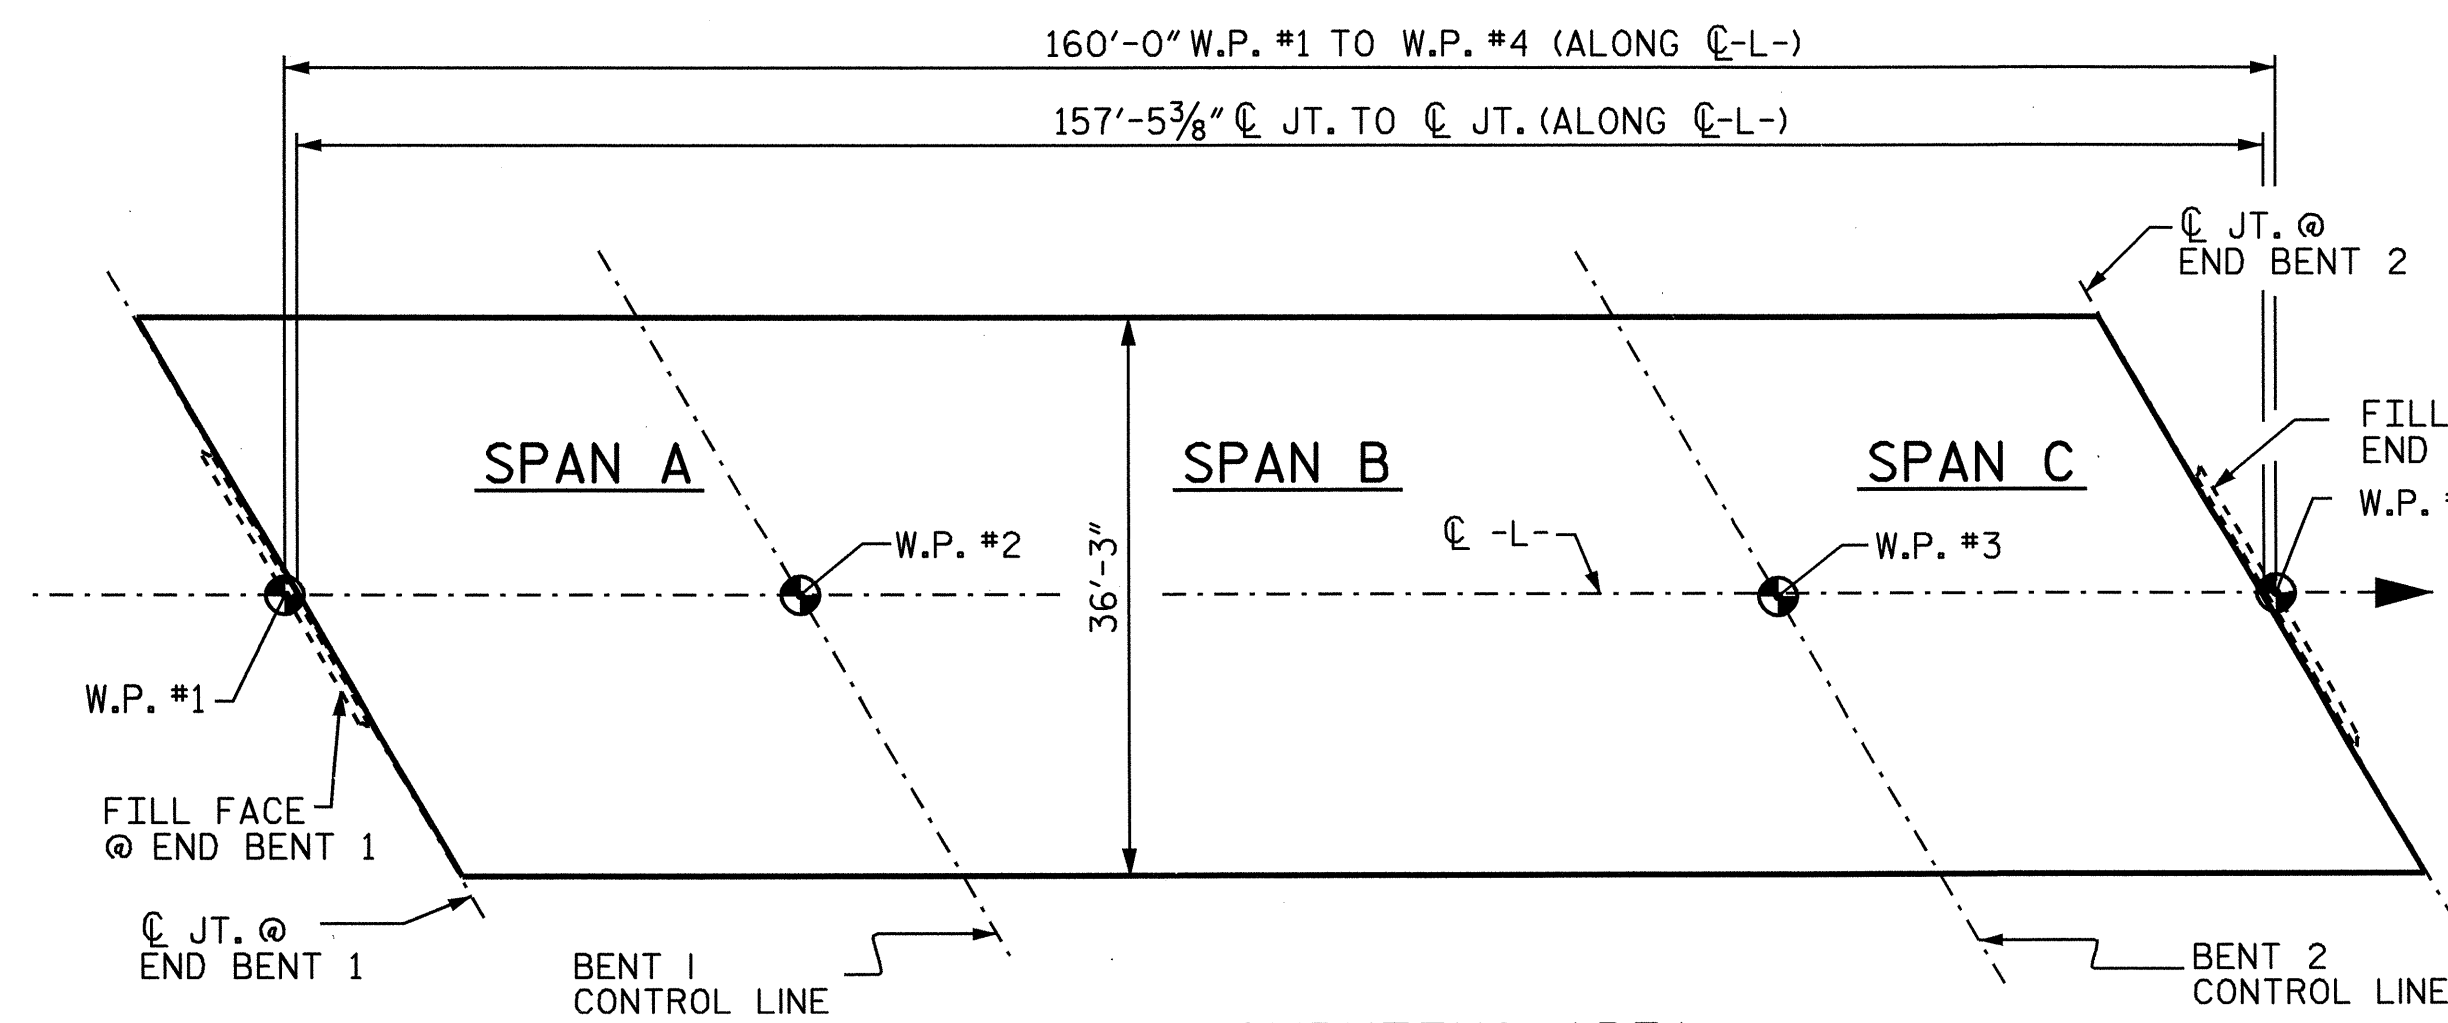 160'-0" W.P. #1 TO W.P. #4 (ALONG ℄-L-)
157'-5⅜" ℄ JT. TO ℄ JT. (ALONG ℄-L-)
℄ JT. @
END BENT 2
FILL
END
W.P.
SPAN A
SPAN B
SPAN C
W.P. #2
℄ -L-
W.P. #3
36'-3"
W.P. #1
FILL FACE
@ END BENT 1
℄ JT. @
END BENT 1
BENT 1
CONTROL LINE
BENT 2
CONTROL LINE